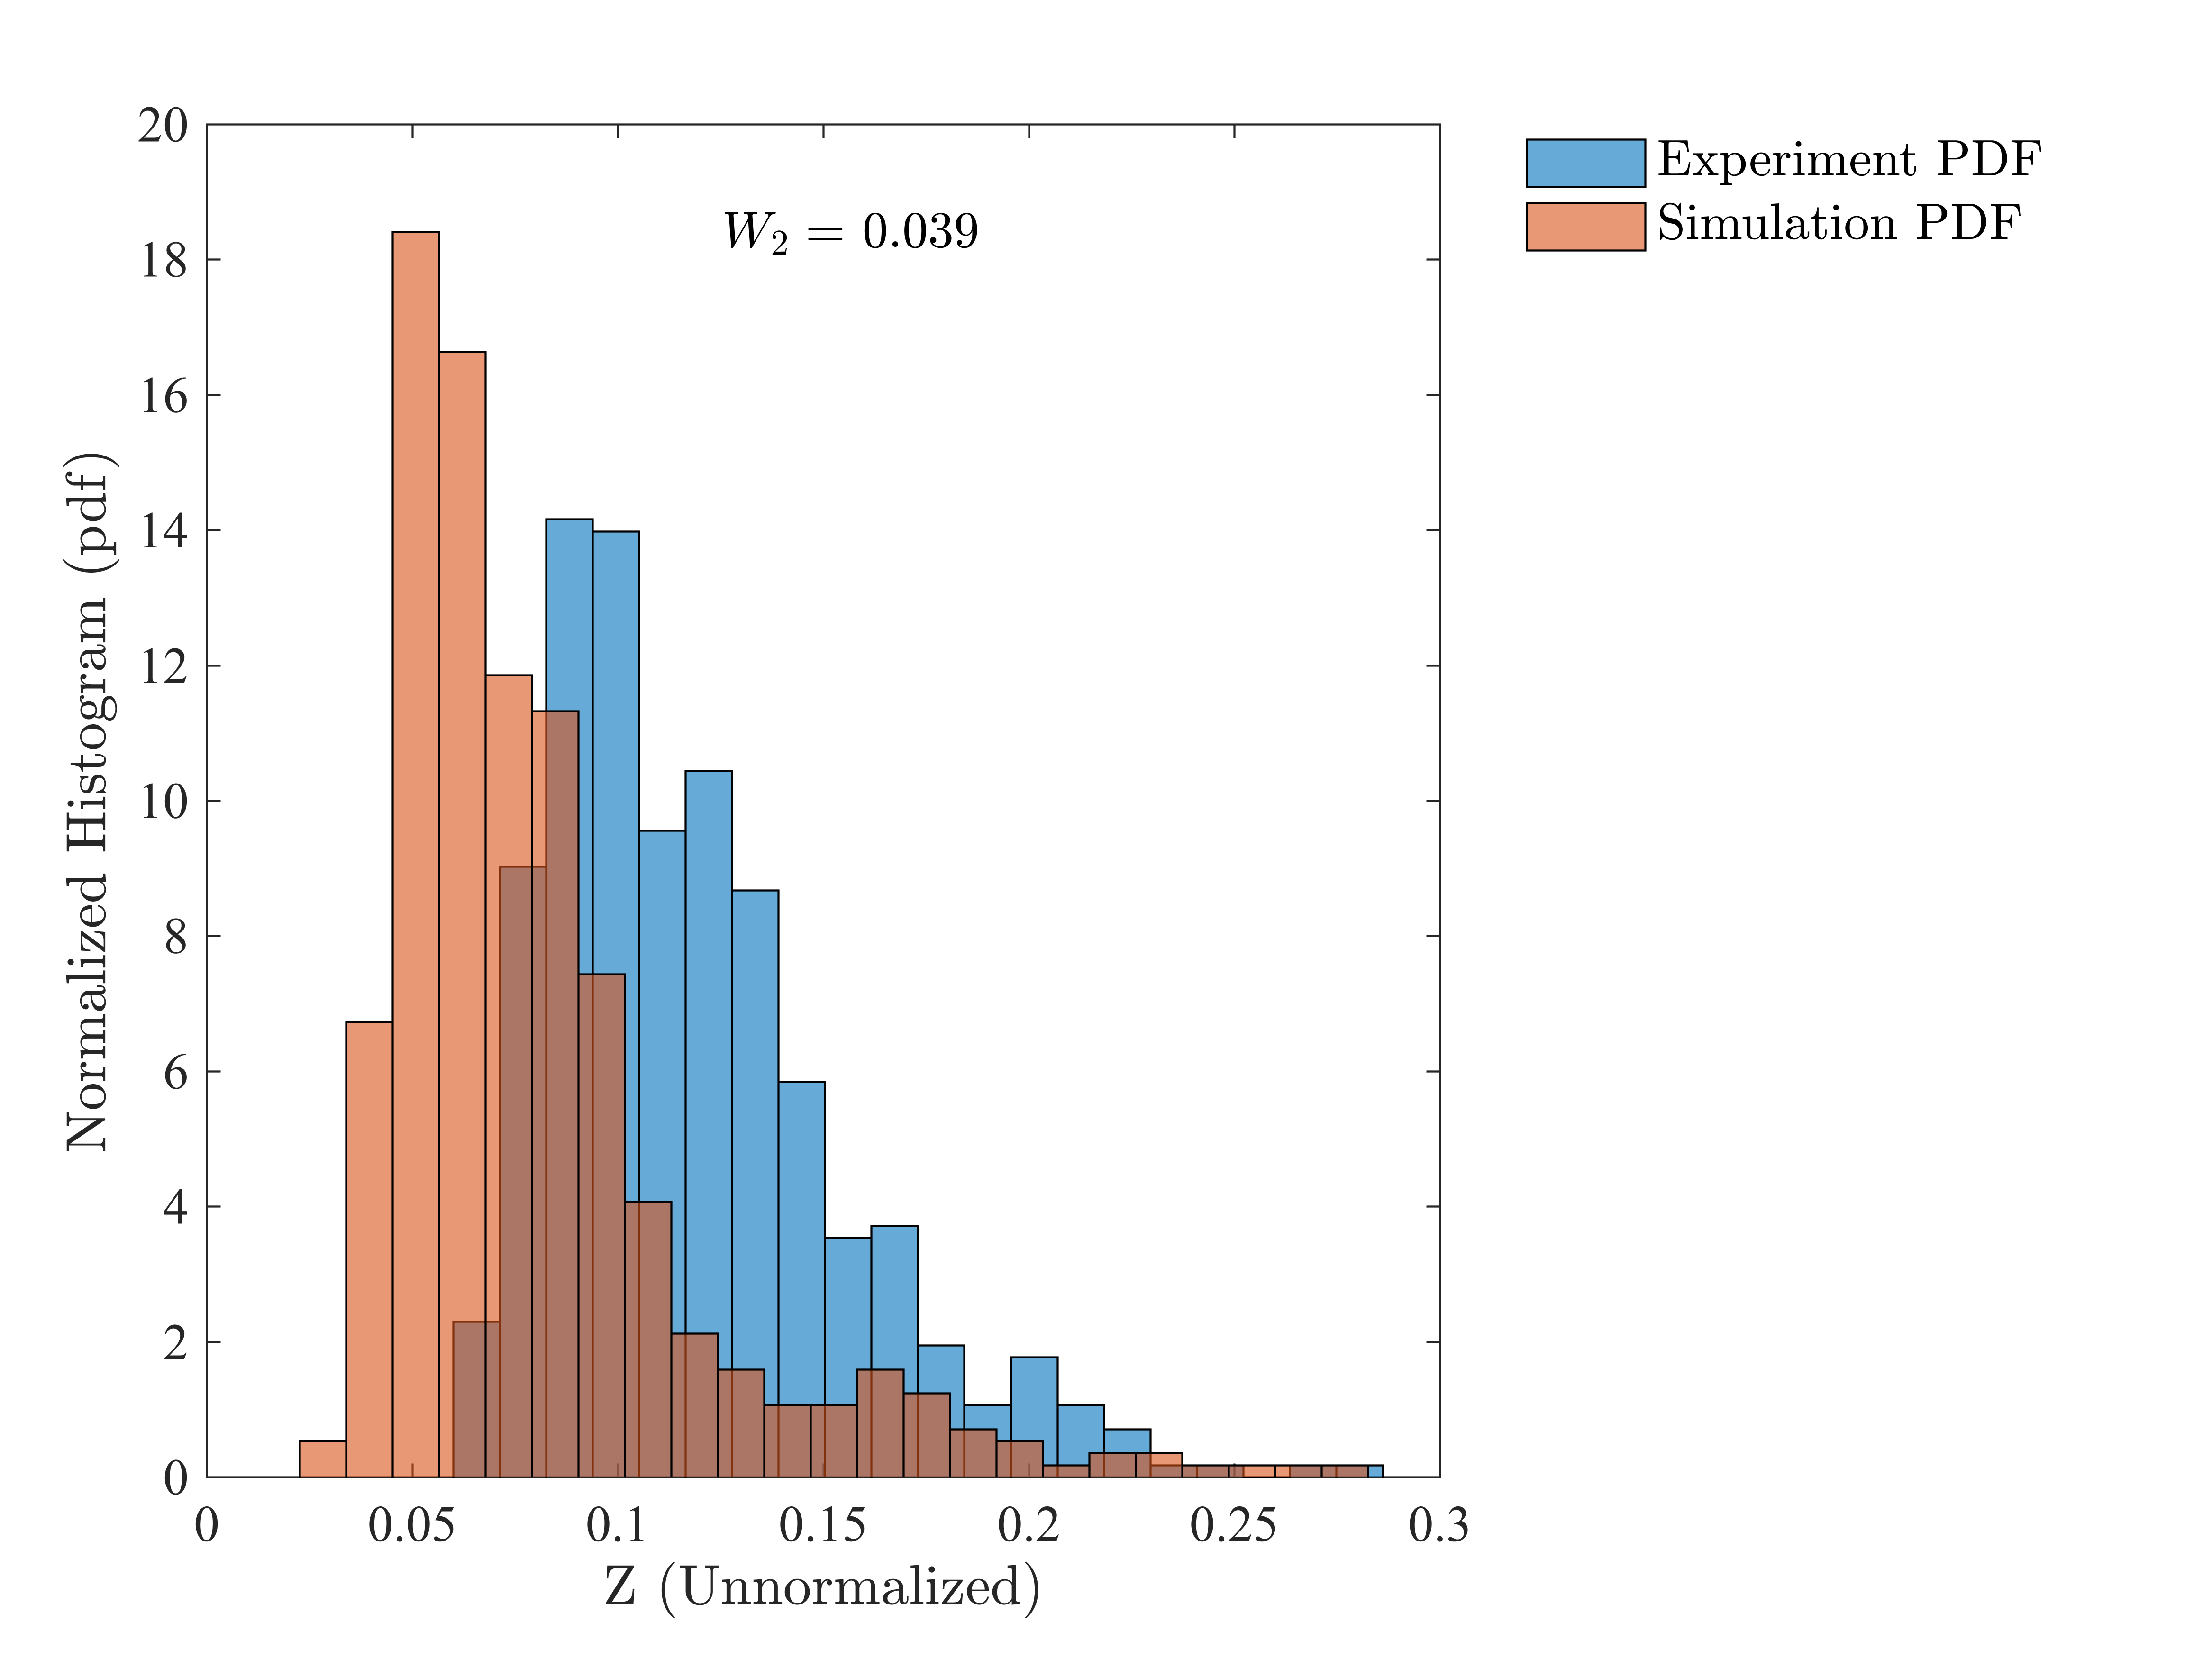 Experiment PDF
Simulation PDF
W₂ = 0.039
Normalized Histogram (pdf)
20
18
16
14
12
10
8
6
4
2
0
0 0.05 0.1 0.15 0.2 0.25 0.3
Z (Unnormalized)